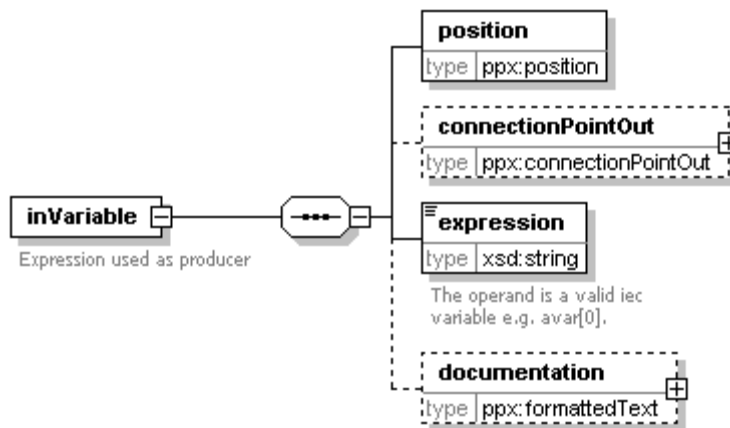 position
type ppx:position
connectionPointOut
type ppx:connectionPointOut
inVariable
Expression used as producer
expression
type xsd:string
The operand is a valid iec
variable e.g. avar[0].
documentation
type ppx:formattedText